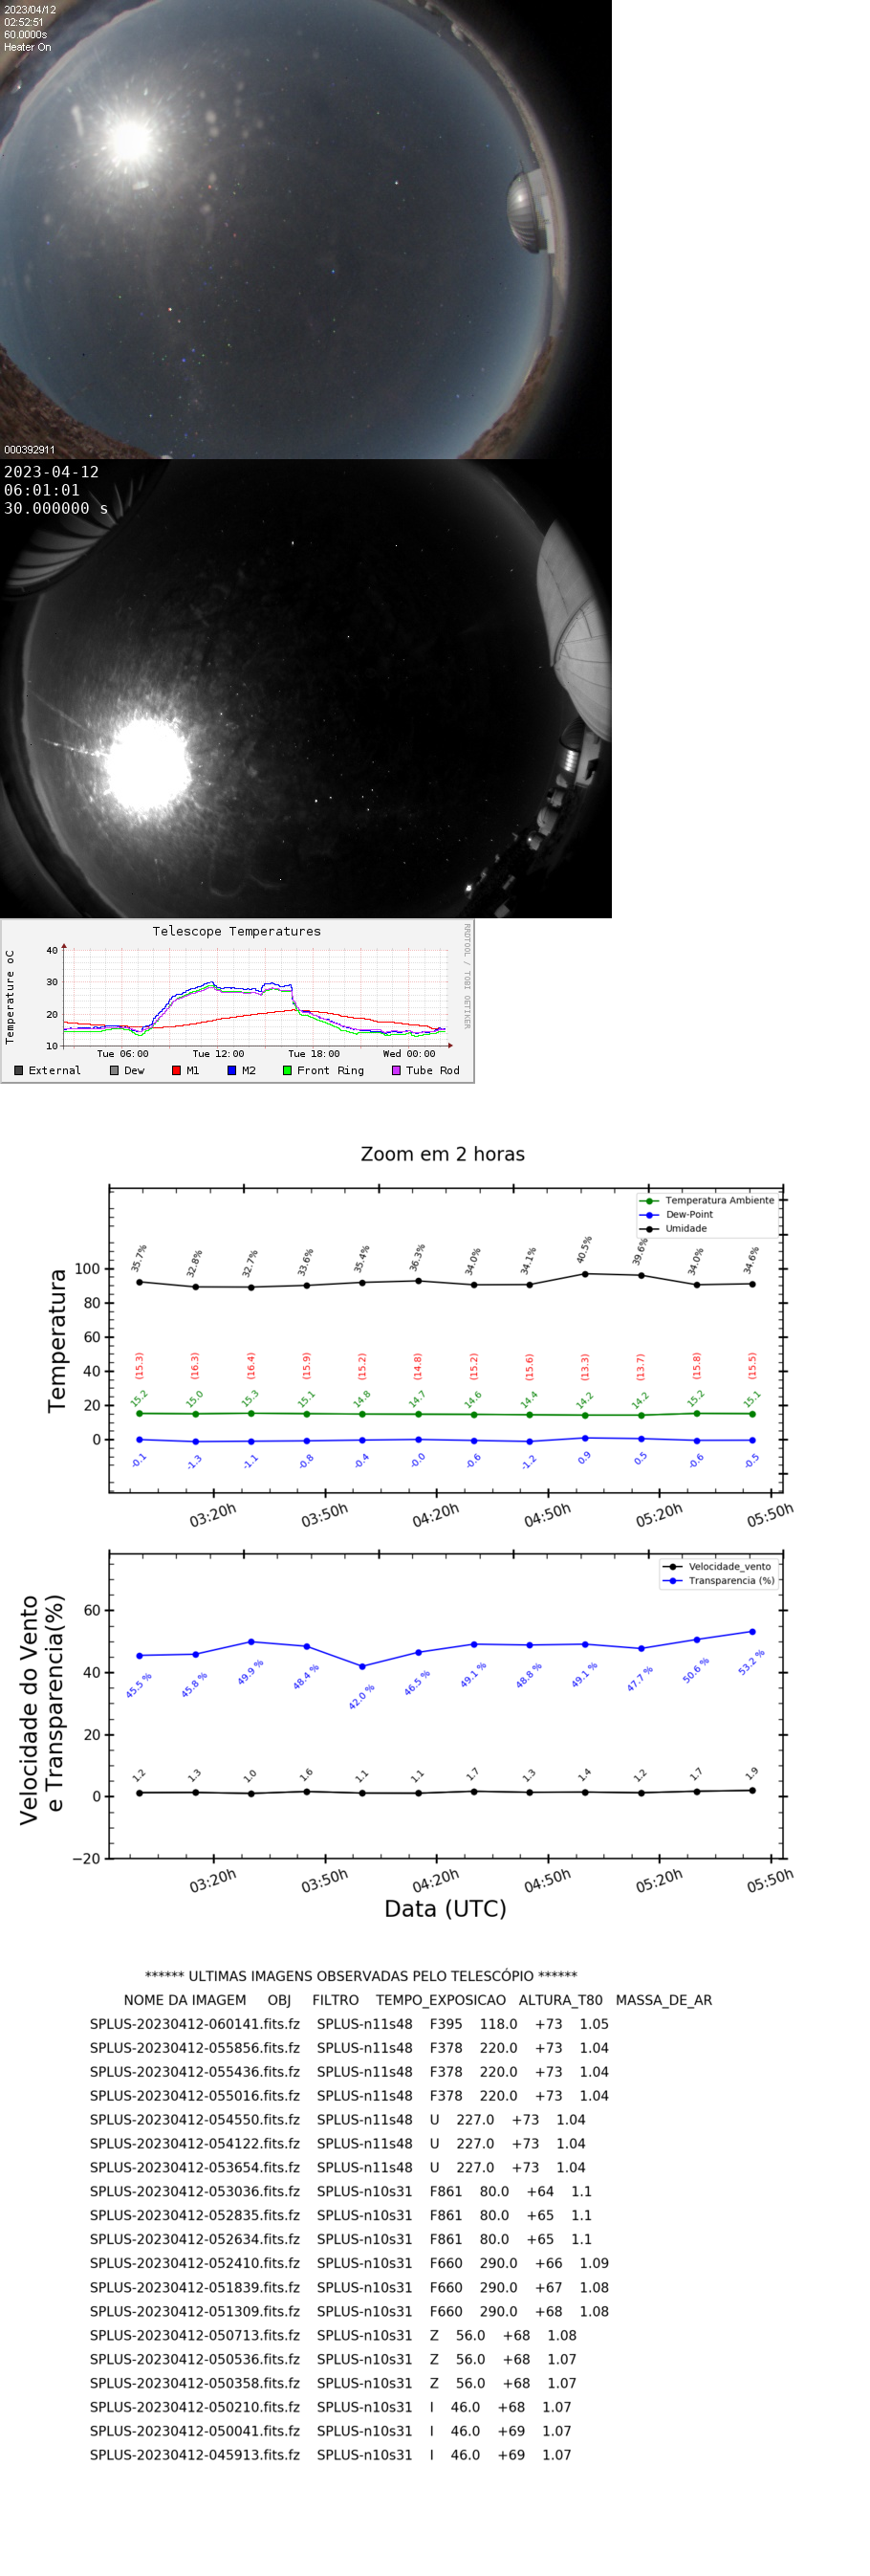 2023/04/12
02:52:51
60.0000s
Heater On
000392911
2023-04-12
06:01:01
30.000000 s
Telescope Temperatures
RRDTOOL / TOBI OETIKER
Temperature oC
40
30
20
10
Tue 06:00 Tue 12:00 Tue 18:00 Wed 00:00
External Dew M1 M2 Front Ring Tube Rod
Zoom em 2 horas
Temperatura Ambiente
Dew-Point
Umidade
Temperatura
100
80
60
40
20
0
35.7% 32.8% 32.7% 33.6% 35.4% 36.3% 34.0% 34.1% 40.5% 39.6% 34.0% 34.6%
(15.3) (16.3) (16.4) (15.9) (15.2) (14.8) (15.2) (15.6) (13.3) (13.7) (15.8) (15.5)
15.2 15.0 15.3 15.1 14.8 14.7 14.6 14.4 14.2 14.2 15.2 15.1
-0.1 -1.3 -1.1 -0.8 -0.4 -0.0 -0.6 -1.2 0.9 0.5 -0.6 -0.5
03:20h 03:50h 04:20h 04:50h 05:20h 05:50h
Velocidade_vento
Transparencia (%)
Velocidade do Vento
e Transparencia(%)
60
40
20
0
−20
45.5 % 45.8 % 49.9 % 48.4 % 42.0 % 46.5 % 49.1 % 48.8 % 49.1 % 47.7 % 50.6 % 53.2 %
1.2 1.3 1.0 1.6 1.1 1.1 1.7 1.3 1.4 1.2 1.7 1.9
03:20h 03:50h 04:20h 04:50h 05:20h 05:50h
Data (UTC)
****** ULTIMAS IMAGENS OBSERVADAS PELO TELESCÓPIO ******
NOME DA IMAGEM OBJ FILTRO TEMPO_EXPOSICAO ALTURA_T80 MASSA_DE_AR
SPLUS-20230412-060141.fits.fz SPLUS-n11s48 F395 118.0 +73 1.05
SPLUS-20230412-055856.fits.fz SPLUS-n11s48 F378 220.0 +73 1.04
SPLUS-20230412-055436.fits.fz SPLUS-n11s48 F378 220.0 +73 1.04
SPLUS-20230412-055016.fits.fz SPLUS-n11s48 F378 220.0 +73 1.04
SPLUS-20230412-054550.fits.fz SPLUS-n11s48 U 227.0 +73 1.04
SPLUS-20230412-054122.fits.fz SPLUS-n11s48 U 227.0 +73 1.04
SPLUS-20230412-053654.fits.fz SPLUS-n11s48 U 227.0 +73 1.04
SPLUS-20230412-053036.fits.fz SPLUS-n10s31 F861 80.0 +64 1.1
SPLUS-20230412-052835.fits.fz SPLUS-n10s31 F861 80.0 +65 1.1
SPLUS-20230412-052634.fits.fz SPLUS-n10s31 F861 80.0 +65 1.1
SPLUS-20230412-052410.fits.fz SPLUS-n10s31 F660 290.0 +66 1.09
SPLUS-20230412-051839.fits.fz SPLUS-n10s31 F660 290.0 +67 1.08
SPLUS-20230412-051309.fits.fz SPLUS-n10s31 F660 290.0 +68 1.08
SPLUS-20230412-050713.fits.fz SPLUS-n10s31 Z 56.0 +68 1.08
SPLUS-20230412-050536.fits.fz SPLUS-n10s31 Z 56.0 +68 1.07
SPLUS-20230412-050358.fits.fz SPLUS-n10s31 Z 56.0 +68 1.07
SPLUS-20230412-050210.fits.fz SPLUS-n10s31 I 46.0 +68 1.07
SPLUS-20230412-050041.fits.fz SPLUS-n10s31 I 46.0 +69 1.07
SPLUS-20230412-045913.fits.fz SPLUS-n10s31 I 46.0 +69 1.07